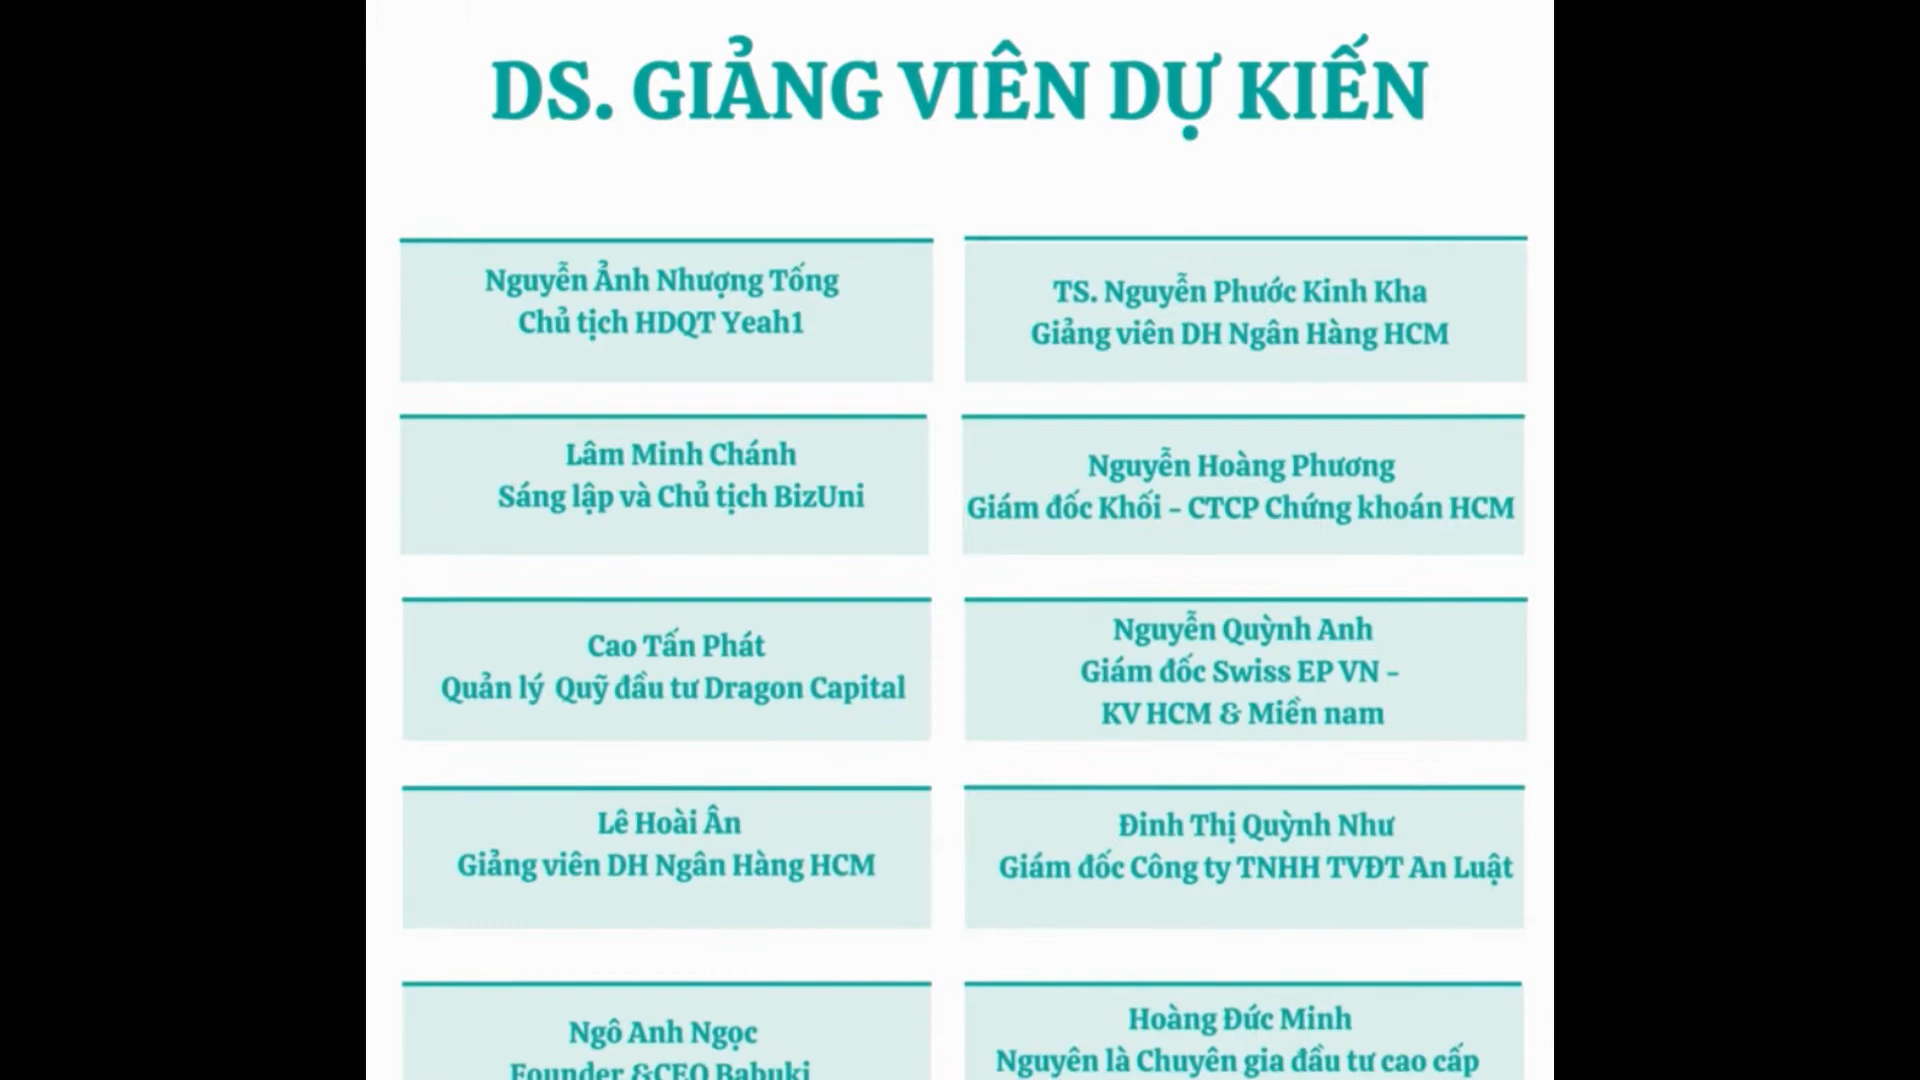 DS. GIẢNG VIÊN DỰ KIẾN
Nguyễn Ảnh Nhượng Tống
Chủ tịch HDQT Yeah1
TS. Nguyễn Phước Kinh Kha
Giảng viên DH Ngân Hàng HCM
Lâm Minh Chánh
Sáng lập và Chủ tịch BizUni
Nguyễn Hoàng Phương
Giám đốc Khối - CTCP Chứng khoán HCM
Cao Tấn Phát
Quản lý Quỹ đầu tư Dragon Capital
Nguyễn Quỳnh Anh
Giám đốc Swiss EP VN -
KV HCM & Miền nam
Lê Hoài Ân
Giảng viên DH Ngân Hàng HCM
Đinh Thị Quỳnh Như
Giám đốc Công ty TNHH TVĐT An Luật
Ngô Anh Ngọc
Founder &CEO Babuki
Hoàng Đức Minh
Nguyên là Chuyên gia đầu tư cao cấp